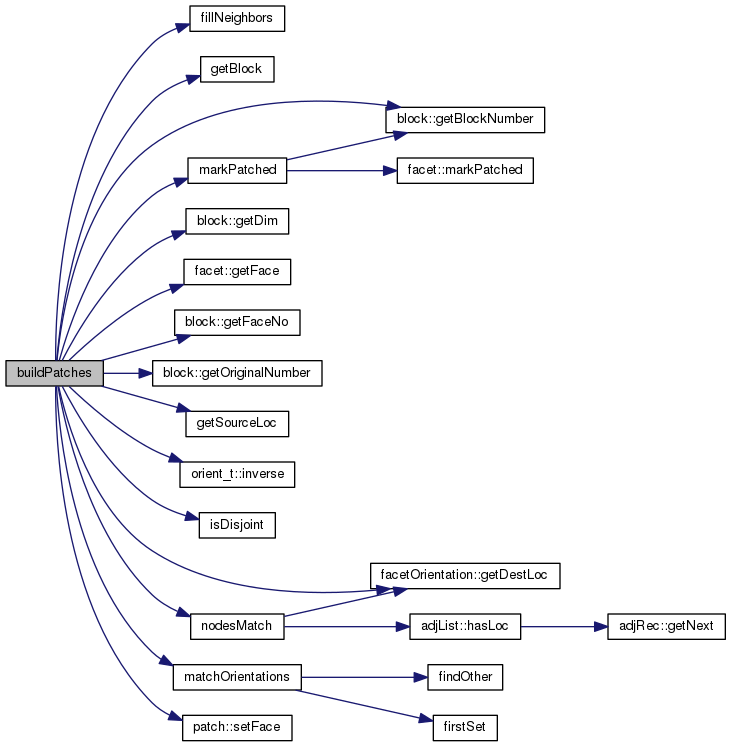 fillNeighbors
getBlock
block::getBlockNumber
markPatched
facet::markPatched
block::getDim
facet::getFace
block::getFaceNo
buildPatches
block::getOriginalNumber
getSourceLoc
orient_t::inverse
isDisjoint
facetOrientation::getDestLoc
nodesMatch
adjList::hasLoc
adjRec::getNext
matchOrientations
findOther
patch::setFace
firstSet